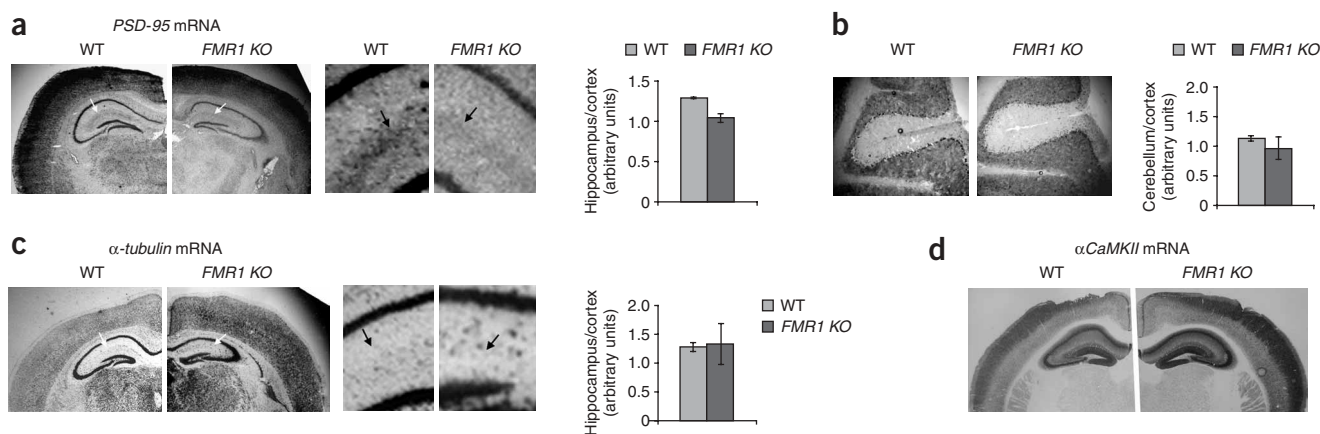 a
PSD-95 mRNA
WT FMR1 KO WT FMR1 KO
WT FMR1 KO
Hippocampus/cortex
(arbitrary units)
1.5
1.0
0.5
0
b
WT FMR1 KO
WT FMR1 KO
Cerebellum/cortex
(arbitrary units)
2.0
1.5
1.0
0.5
0
c
α-tubulin mRNA
WT FMR1 KO
WT
FMR1 KO
Hippocampus/cortex
(arbitrary units)
2.0
1.5
1.0
0.5
0
d
αCaMKII mRNA
WT FMR1 KO